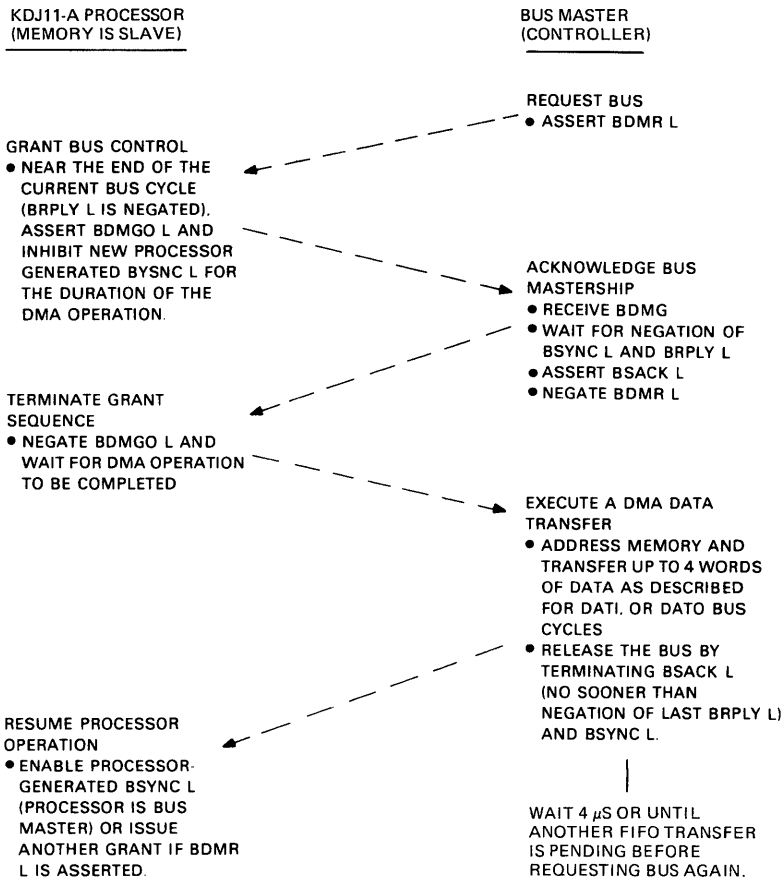 KDJ11-A PROCESSOR
(MEMORY IS SLAVE)
BUS MASTER
(CONTROLLER)
REQUEST BUS
● ASSERT BDMR L
GRANT BUS CONTROL
● NEAR THE END OF THE
CURRENT BUS CYCLE
(BRPLY L IS NEGATED),
ASSERT BDMGO L AND
INHIBIT NEW PROCESSOR
GENERATED BYSNC L FOR
THE DURATION OF THE
DMA OPERATION.
ACKNOWLEDGE BUS
MASTERSHIP
● RECEIVE BDMG
● WAIT FOR NEGATION OF
BSYNC L AND BRPLY L
● ASSERT BSACK L
● NEGATE BDMR L
TERMINATE GRANT
SEQUENCE
● NEGATE BDMGO L AND
WAIT FOR DMA OPERATION
TO BE COMPLETED
EXECUTE A DMA DATA
TRANSFER
● ADDRESS MEMORY AND
TRANSFER UP TO 4 WORDS
OF DATA AS DESCRIBED
FOR DATI, OR DATO BUS
CYCLES
● RELEASE THE BUS BY
TERMINATING BSACK L
(NO SOONER THAN
NEGATION OF LAST BRPLY L)
AND BSYNC L.
RESUME PROCESSOR
OPERATION
● ENABLE PROCESSOR-
GENERATED BSYNC L
(PROCESSOR IS BUS
MASTER) OR ISSUE
ANOTHER GRANT IF BDMR
L IS ASSERTED.
WAIT 4 µS OR UNTIL
ANOTHER FIFO TRANSFER
IS PENDING BEFORE
REQUESTING BUS AGAIN.